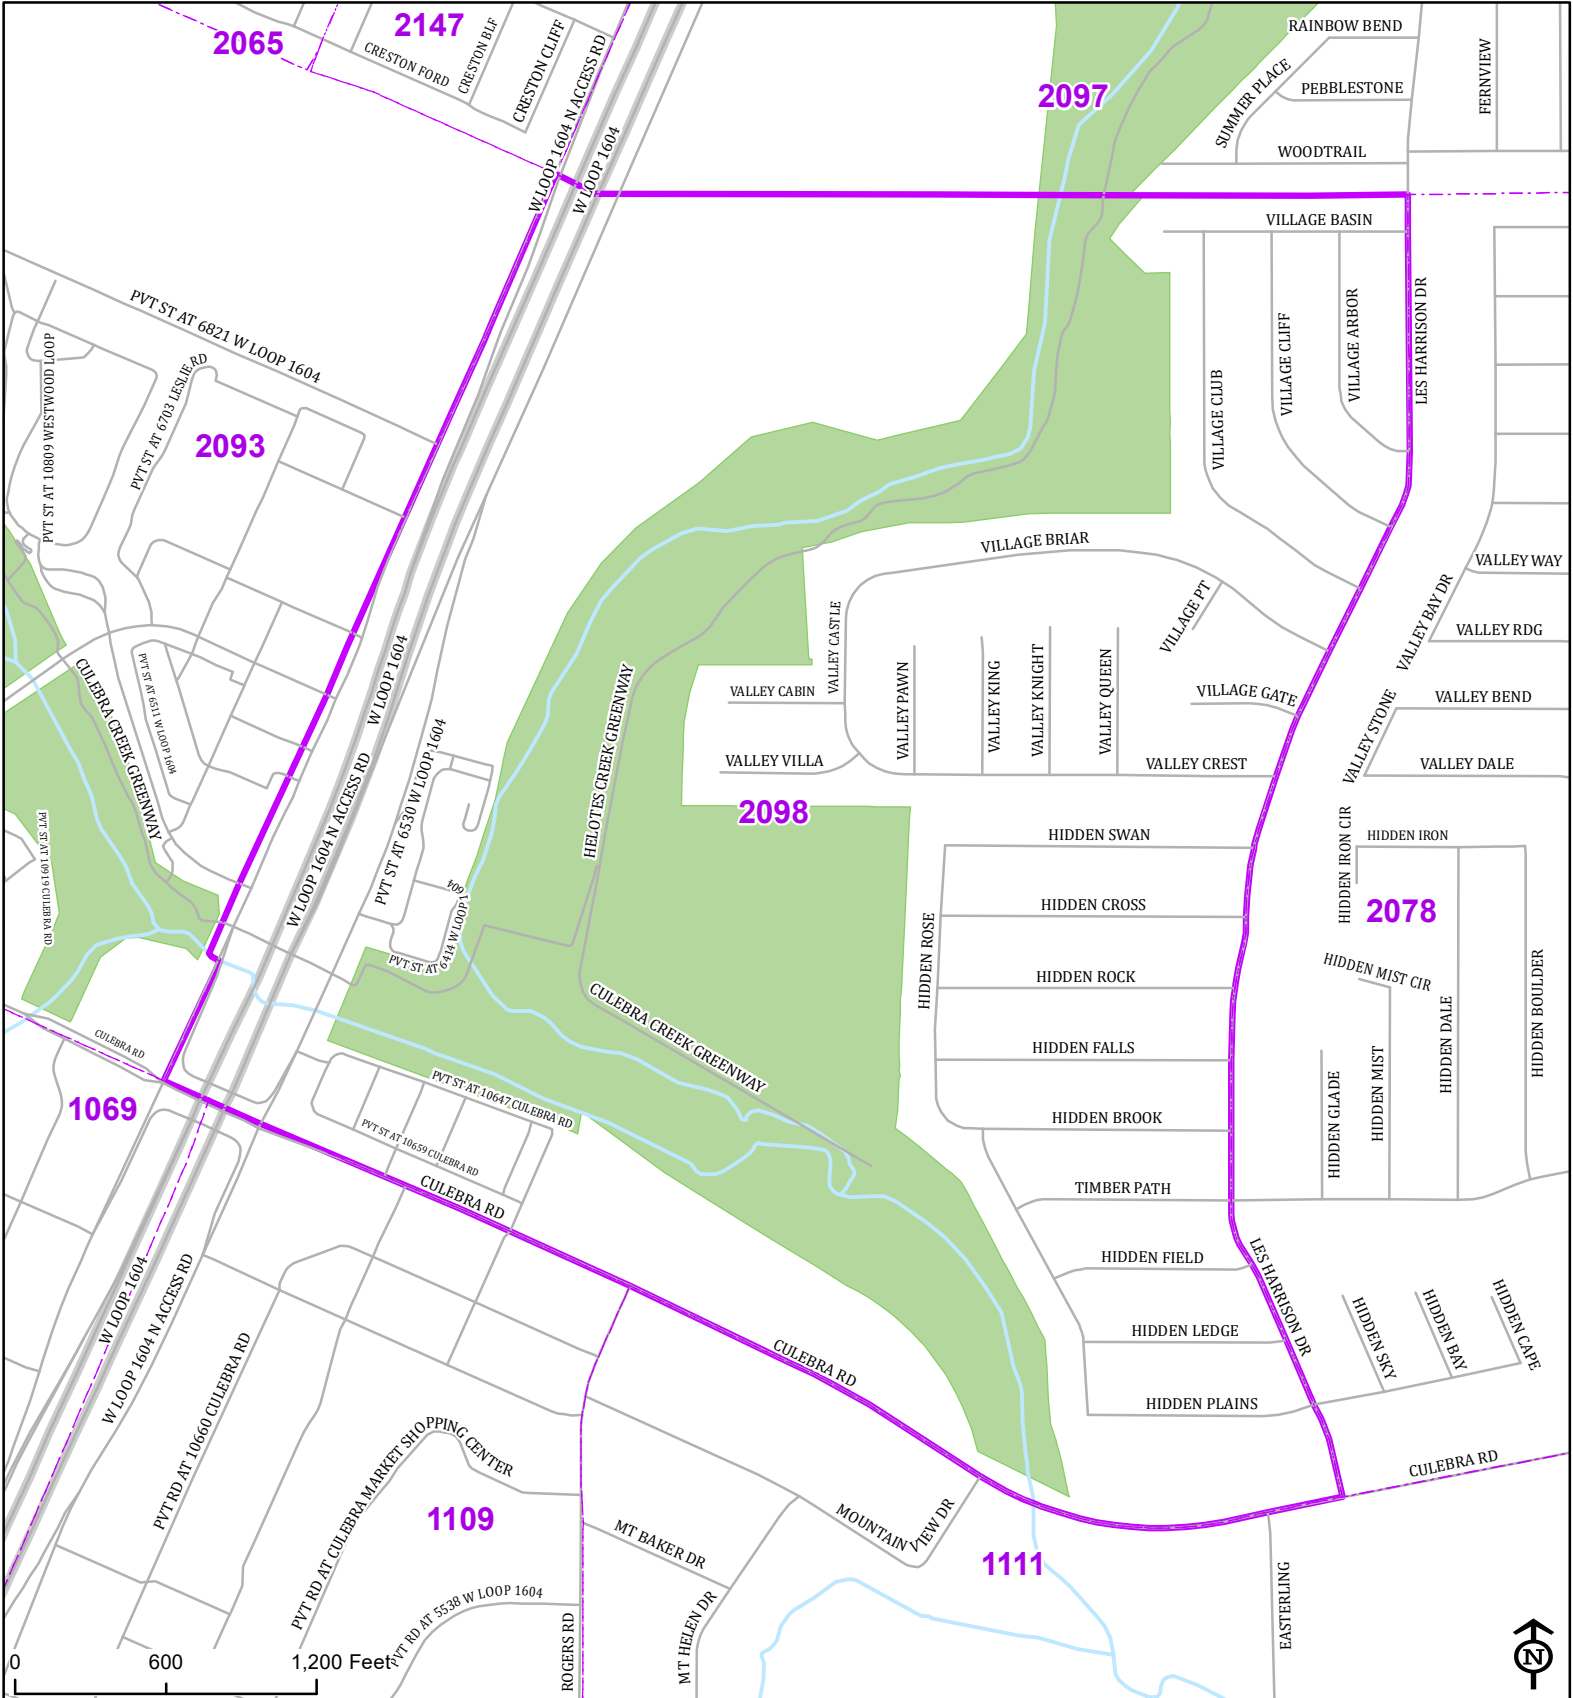 2065
2147
CRESTON FORD
CRESTON BLF
CRESTON CLIFF
W LOOP 1604 N ACCESS RD
W LOOP 1604
2097
RAINBOW BEND
SUMMER PLACE
PEBBLESTONE
WOODTRAIL
FERNVIEW
VILLAGE BASIN
LES HARRISON DR
VILLAGE ARBOR
VILLAGE CLIFF
VILLAGE CLUB
PVT ST AT 6821 W LOOP 1604
PVT ST AT 10809 WESTWOOD LOOP
PVT ST AT 6703 LESLIE RD
2093
VILLAGE BRIAR
VILLAGE PT
VALLEY WAY
VALLEY BAY DR
VALLEY RDG
VALLEY CASTLE
VALLEY CABIN
VALLEY VILLA
VALLEY PAWN
VALLEY KING
VALLEY KNIGHT
VALLEY QUEEN
VILLAGE GATE
VALLEY CREST
VALLEY STONE
VALLEY BEND
VALLEY DALE
CULEBRA CREEK GREENWAY
PVT ST AT 6511 W LOOP 1604
W LOOP 1604
W LOOP 1604 N ACCESS RD
PVT ST AT 6530 W LOOP 1604
HELOTES CREEK GREENWAY
2098
HIDDEN SWAN
HIDDEN IRON CIR
HIDDEN IRON
PVT ST AT 10919 CULEBRA RD
PVT ST AT 6414 W LOOP 1604
HIDDEN CROSS
2078
HIDDEN ROSE
HIDDEN ROCK
HIDDEN MIST CIR
HIDDEN DALE
HIDDEN BOULDER
CULEBRA CREEK GREENWAY
HIDDEN FALLS
CULEBRA RD
1069
PVT ST AT 10647 CULEBRA RD
PVT ST AT 10659 CULEBRA RD
HIDDEN BROOK
HIDDEN GLADE
HIDDEN MIST
CULEBRA RD
TIMBER PATH
HIDDEN FIELD
LES HARRISON DR
W LOOP 1604
W LOOP 1604 N ACCESS RD
HIDDEN LEDGE
HIDDEN SKY
HIDDEN BAY
HIDDEN CAPE
CULEBRA RD
HIDDEN PLAINS
PVT RD AT 10660 CULEBRA RD
PVT RD AT CULEBRA MARKET SHOPPING CENTER
CULEBRA RD
1109
MOUNTAIN VIEW DR
MT BAKER DR
1111
PVT RD AT 5538 W LOOP 1604
ROGERS RD
MT HELEN DR
EASTERLING
0 600 1,200 Feet
N